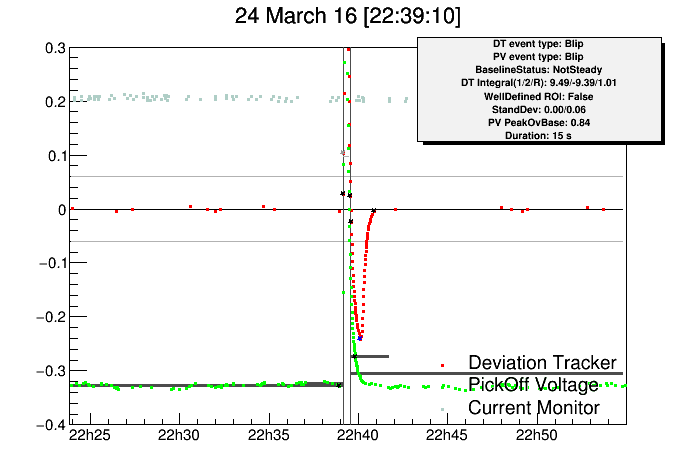 24 March 16 [22:39:10]
DT event type: Blip
PV event type: Blip
BaselineStatus: NotSteady
DT Integral(1/2/R): 9.49/-9.39/1.01
WellDefined ROI: False
StandDev: 0.00/0.06
PV PeakOvBase: 0.84
Duration: 15 s
0.3
0.2
0.1
0
−0.1
−0.2
−0.3
−0.4
Deviation Tracker
PickOff Voltage
Current Monitor
22h25 22h30 22h35 22h40 22h45 22h50